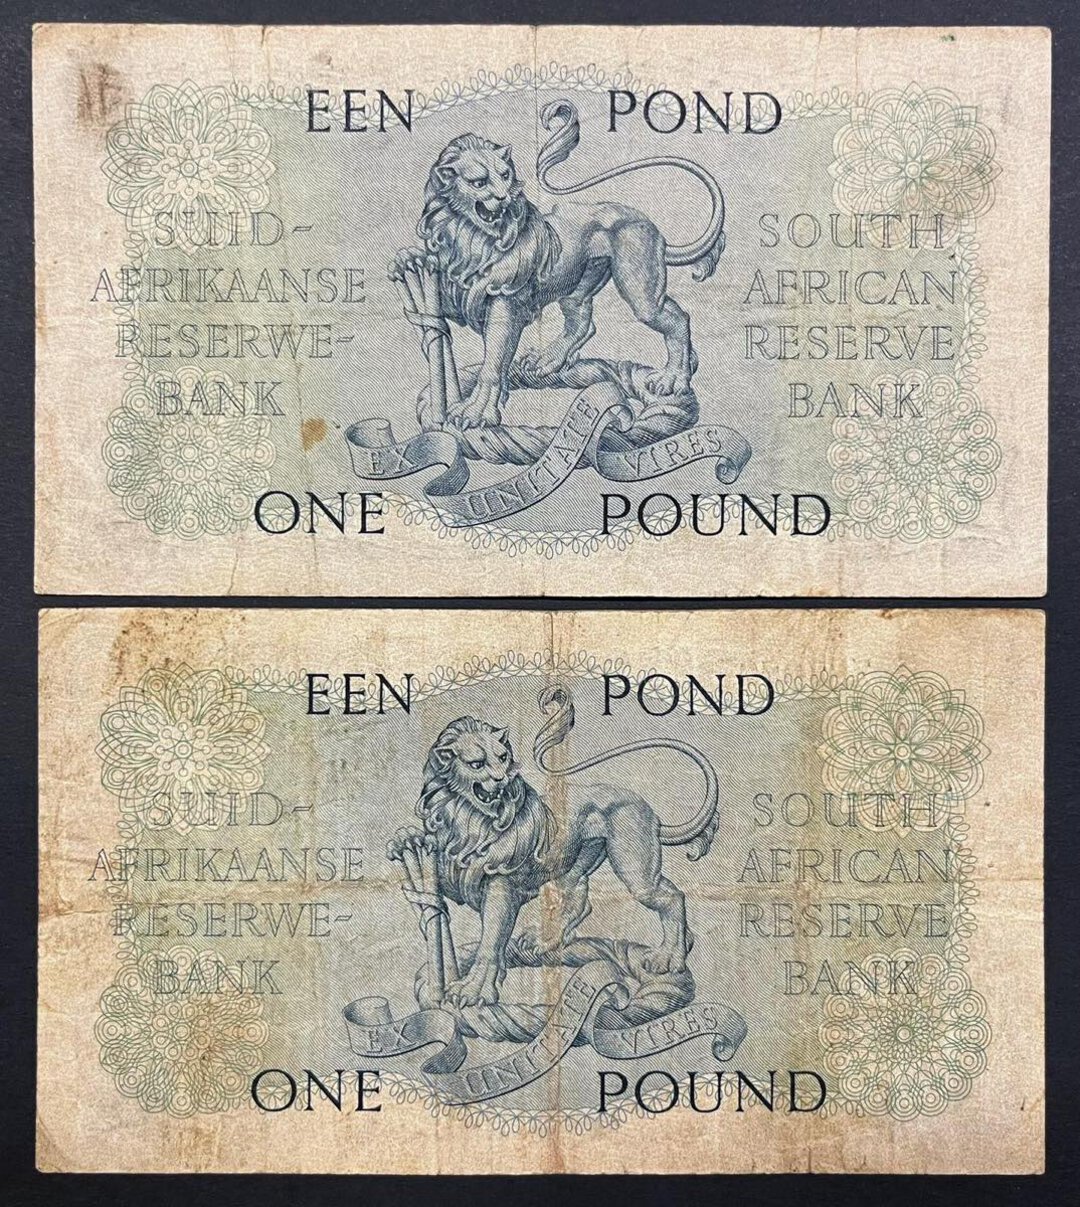 EEN POND
SUID-
AFRIKAANSE
RESERWE-
BANK
SOUTH
AFRICAN
RESERVE
BANK
EX UNITATE VIRES
ONE POUND
EEN POND
SUID-
AFRIKAANSE
RESERWE-
BANK
SOUTH
AFRICAN
RESERVE
BANK
EX UNITATE VIRES
ONE POUND